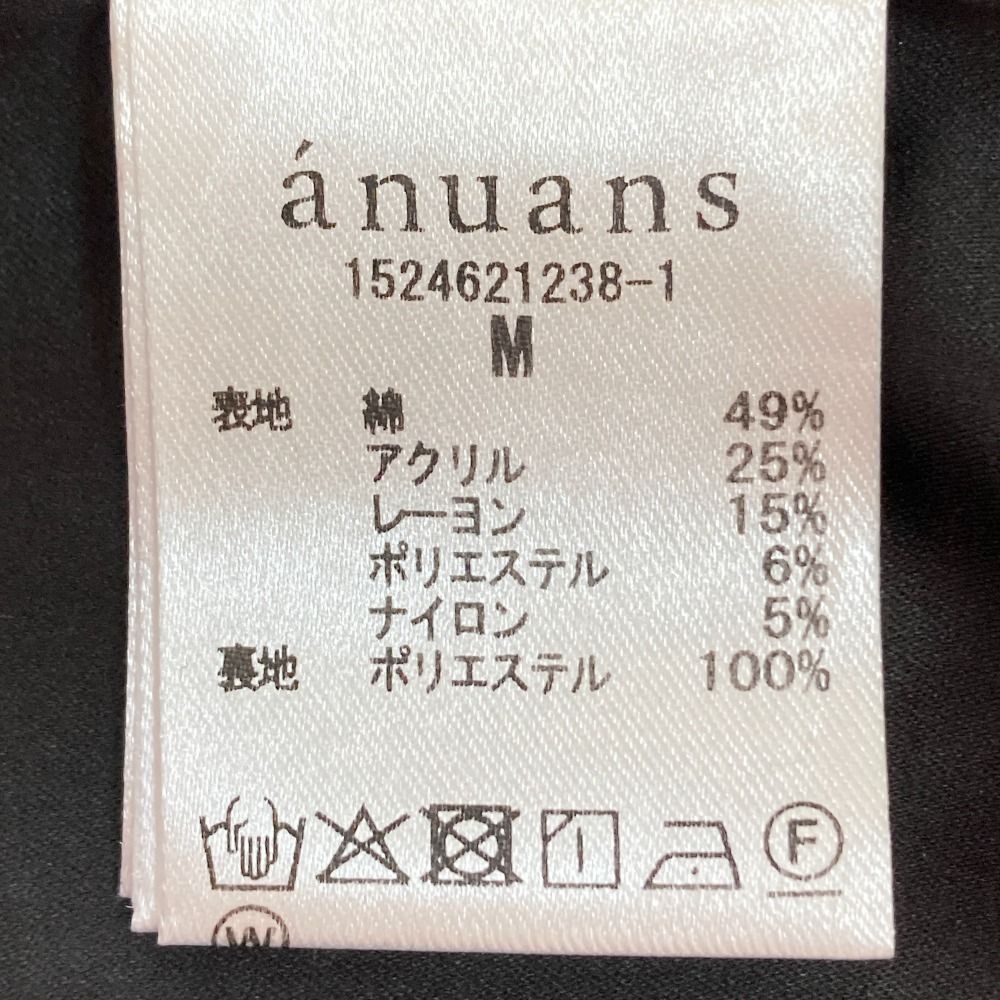 ánuans
1524621238-1
M
表地 綿 49%
アクリル 25%
レーヨン 15%
ポリエステル 6%
ナイロン 5%
裏地 ポリエステル 100%
F
W